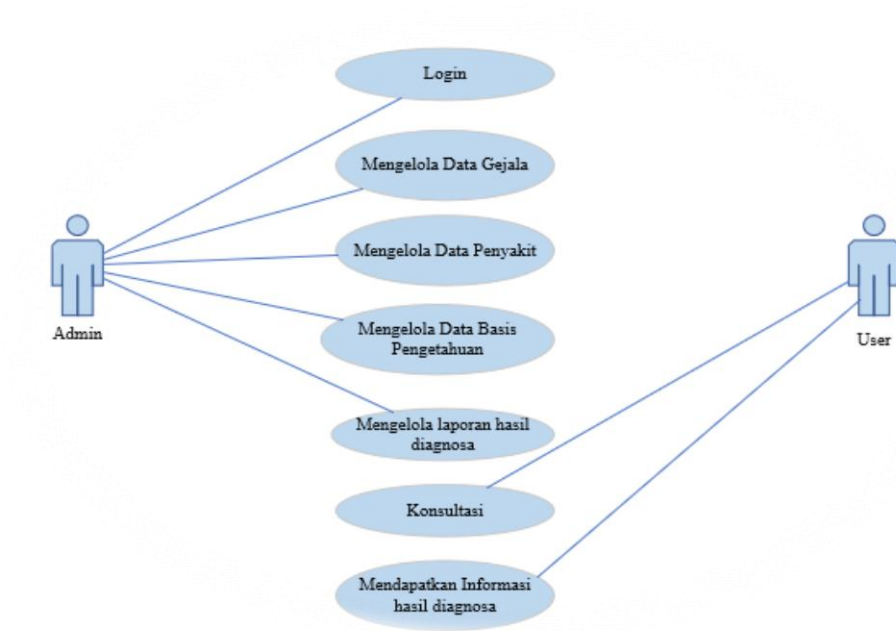 Login
Mengelola Data Gejala
Mengelola Data Penyakit
Admin
Mengelola Data Basis
Pengetahuan
User
Mengelola laporan hasil
diagnosa
Konsultasi
Mendapatkan Informasi
hasil diagnosa